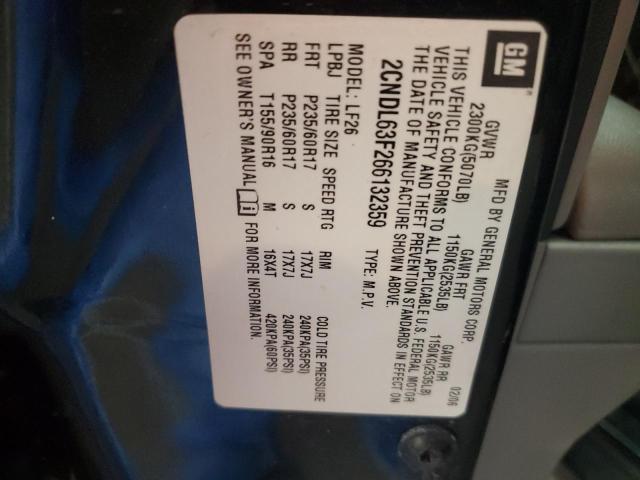 GM
MFD BY GENERAL MOTORS CORP. 02/06
GVWR GAWR FRT GAWR RR
2300KG(5070LB) 1150KG(2535LB) 1150KG(2535LB)
THIS VEHICLE CONFORMS TO ALL APPLICABLE U.S. FEDERAL MOTOR
VEHICLE SAFETY AND THEFT PREVENTION STANDARDS IN EFFECT ON
THE DATE OF MANUFACTURE SHOWN ABOVE.
2CNDL63F266132359 TYPE: M.P.V.
MODEL: LF26
LPBJ TIRE SIZE SPEED RTG RIM COLD TIRE PRESSURE
FRT P235/60R17 S 17X7J 240KPA(35PSI)
RR P235/60R17 S 17X7J 240KPA(35PSI)
SPA T155/90R16 M 16X4T 420KPA(60PSI)
SEE OWNER'S MANUAL FOR MORE INFORMATION.